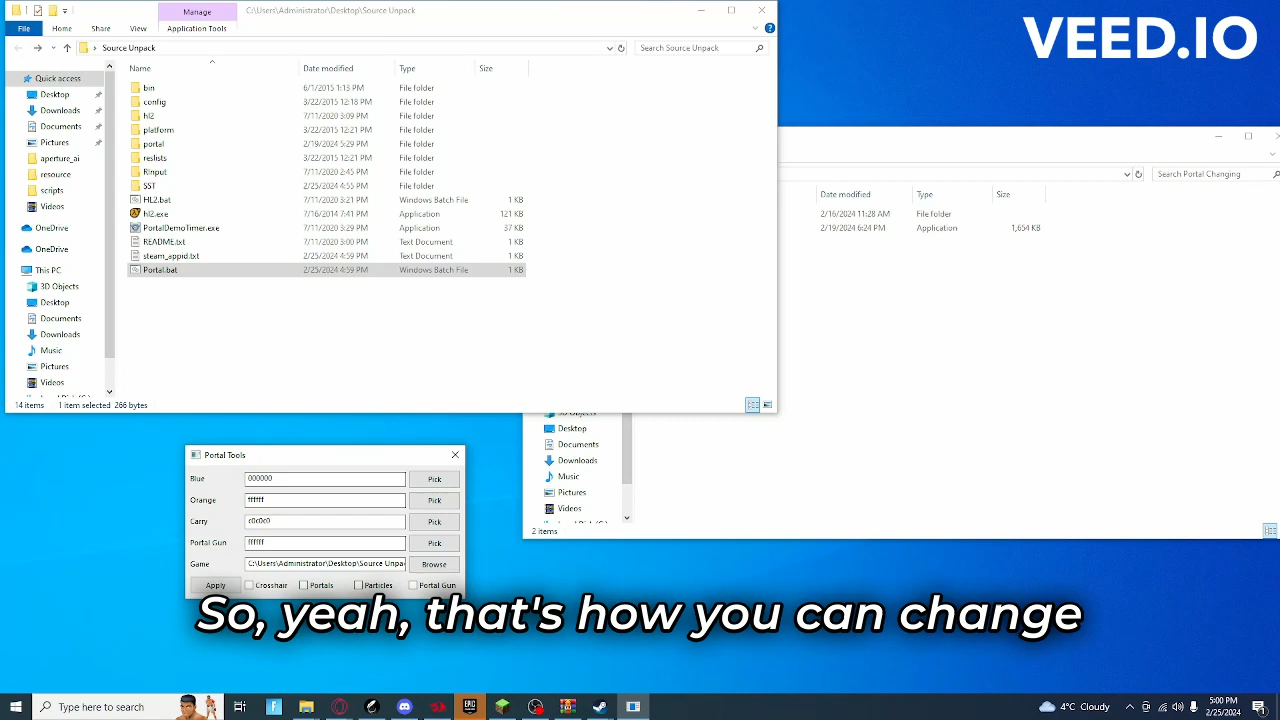 Manage
C:\Users\Administrator\Desktop\Source Unpack
File
Home
Share
View
Application Tools
Source Unpack
Search Source Unpack
Name
Date modified
Type
Size
Quick access
Desktop
Downloads
Documents
Pictures
aperture_ai
resource
scripts
Videos
OneDrive
OneDrive
This PC
3D Objects
Desktop
Documents
Downloads
Music
Pictures
Videos
bin 6/1/2015 1:13 PM File folder
config 3/22/2015 12:18 PM File folder
hl2 7/11/2020 3:09 PM File folder
platform 3/22/2015 12:21 PM File folder
portal 2/19/2024 5:29 PM File folder
reslists 3/22/2015 12:21 PM File folder
RInput 7/11/2020 2:45 PM File folder
SST 2/25/2024 4:55 PM File folder
HL2.bat 7/11/2020 3:21 PM Windows Batch File 1 KB
hl2.exe 7/16/2014 7:41 PM Application 121 KB
PortalDemoTimer.exe 7/11/2020 3:29 PM Application 37 KB
README.txt 7/11/2020 3:00 PM Text Document 1 KB
steam_appid.txt 2/25/2024 4:59 PM Text Document 1 KB
Portal.bat 2/25/2024 4:59 PM Windows Batch File 1 KB
14 items 1 item selected 266 bytes
VEED.IO
Search Portal Changing
Date modified
Type
Size
2/16/2024 11:28 AM File folder
2/19/2024 6:24 PM Application 1,654 KB
Desktop
Documents
Downloads
Music
Pictures
Videos
2 items
Portal Tools
Blue 000000 Pick
Orange ffffff Pick
Carry c0c0c0 Pick
Portal Gun ffffff Pick
Game C:\Users\Administrator\Desktop\Source Unpa Browse
Apply Crosshair Portals Particles Portal Gun
So, yeah, that's how you can change
Type here to search
4°C Cloudy
5:00 PM
2/25/2024